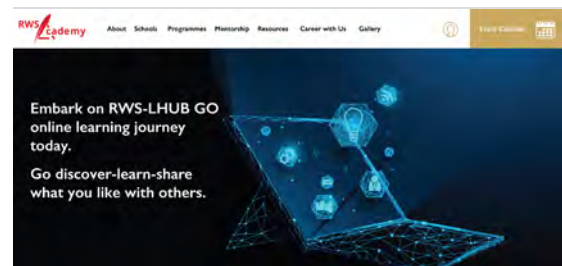 RWS Academy
About Schools Programmes Mentorship Resources Career with Us Gallery
Embark on RWS-LHUB GO
online learning journey
today.
Go discover-learn-share
what you like with others.